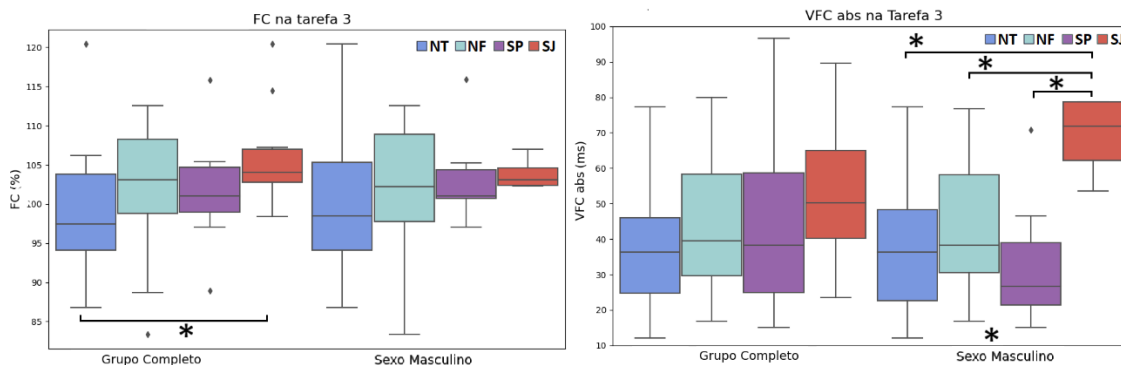 FC na tarefa 3
NT NF SP SJ
FC (%)
120
115
110
105
100
95
90
85
*
Grupo Completo
Sexo Masculino
VFC abs na Tarefa 3
NT NF SP SJ
VFC abs (ms)
100
90
80
70
60
50
40
30
20
10
*
*
*
*
Grupo Completo
Sexo Masculino